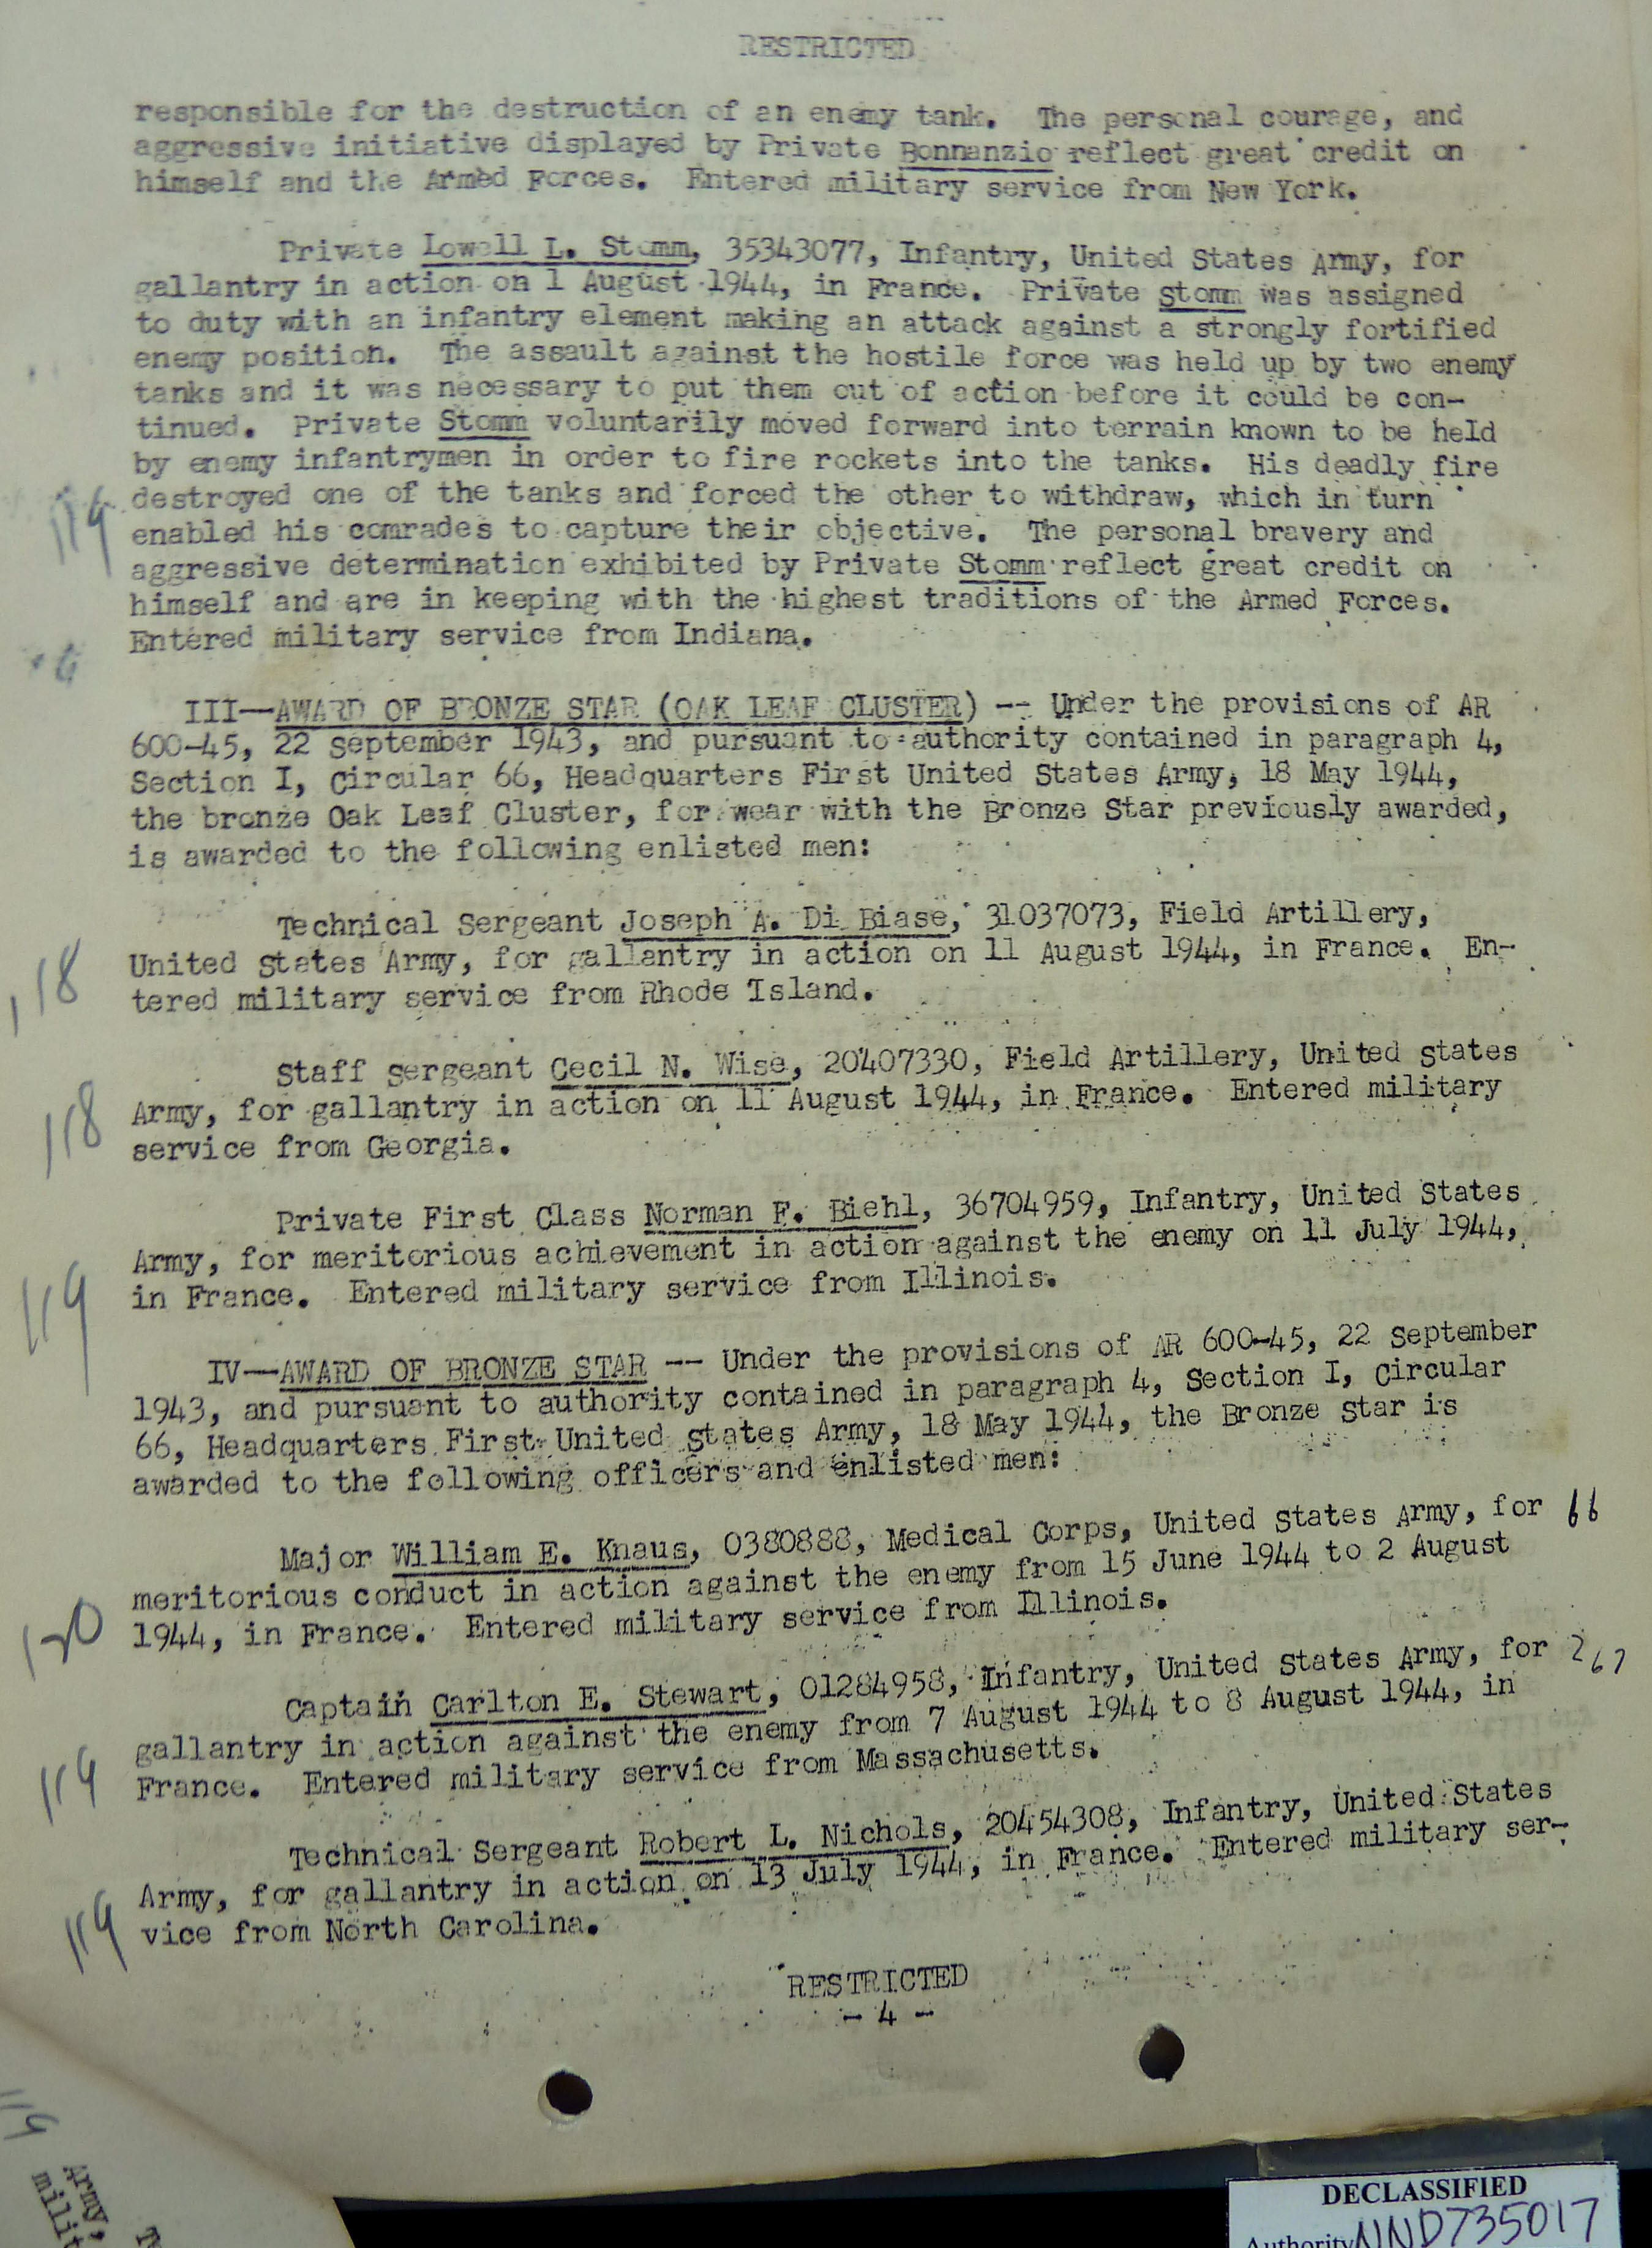 RESTRICTED
responsible for the destruction of an enemy tank. The personal courage, and
aggressive initiative displayed by Private Bonnanzio reflect great credit on
himself and the Armed Forces. Entered military service from New York.
Private Lowell L. Stomm, 35343077, Infantry, United States Army, for
gallantry in action on 1 August 1944, in France. Private Stomm was assigned
to duty with an infantry element making an attack against a strongly fortified
enemy position. The assault against the hostile force was held up by two enemy
tanks and it was necessary to put them out of action before it could be con-
tinued. Private Stomm voluntarily moved forward into terrain known to be held
by enemy infantrymen in order to fire rockets into the tanks. His deadly fire
119 destroyed one of the tanks and forced the other to withdraw, which in turn
enabled his comrades to capture their objective. The personal bravery and
aggressive determination exhibited by Private Stomm reflect great credit on
himself and are in keeping with the highest traditions of the Armed Forces.
Entered military service from Indiana.
III—AWARD OF BRONZE STAR (OAK LEAF CLUSTER) -- Under the provisions of AR
600-45, 22 September 1943, and pursuant to authority contained in paragraph 4,
Section I, Circular 66, Headquarters First United States Army, 18 May 1944,
the bronze Oak Leaf Cluster, for wear with the Bronze Star previously awarded,
is awarded to the following enlisted men:
Technical Sergeant Joseph A. Di Biase, 31037073, Field Artillery,
118 United States Army, for gallantry in action on 11 August 1944, in France. En-
tered military service from Rhode Island.
Staff Sergeant Cecil N. Wise, 20407330, Field Artillery, United States
118 Army, for gallantry in action on 11 August 1944, in France. Entered military
service from Georgia.
Private First Class Norman F. Biehl, 36704959, Infantry, United States
Army, for meritorious achievement in action against the enemy on 11 July 1944,
119 in France. Entered military service from Illinois.
IV—AWARD OF BRONZE STAR -- Under the provisions of AR 600-45, 22 September
1943, and pursuant to authority contained in paragraph 4, Section I, Circular
66, Headquarters First United States Army, 18 May 1944, the Bronze Star is
awarded to the following officers and enlisted men:
Major William E. Knaus, 0380888, Medical Corps, United States Army, for 66
meritorious conduct in action against the enemy from 15 June 1944 to 2 August
120 1944, in France. Entered military service from Illinois.
Captain Carlton E. Stewart, 01284958, Infantry, United States Army, for 267
gallantry in action against the enemy from 7 August 1944 to 8 August 1944, in
119 France. Entered military service from Massachusetts.
Technical Sergeant Robert L. Nichols, 20454308, Infantry, United States
Army, for gallantry in action on 13 July 1944, in France. Entered military ser-
119 vice from North Carolina.
RESTRICTED
- 4 -
119
Army,
milit
DECLASSIFIED
Authority NND735017